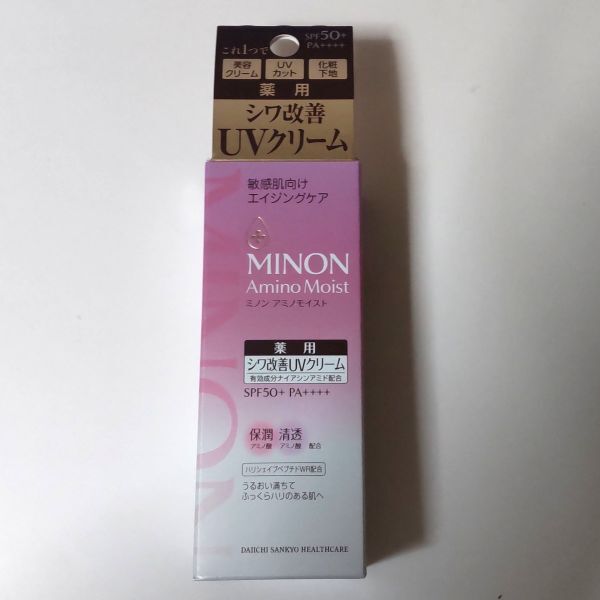 SPF50+
PA++++
これ1つで
美容
クリーム
UV
カット
化粧
下地
薬用
シワ改善
UVクリーム
敏感肌向け
エイジングケア
MINON
Amino Moist
ミノン アミノモイスト
薬用
シワ改善UVクリーム
有効成分ナイアシンアミド配合
SPF50+ PA++++
保潤 清透
アミノ酸 アミノ酸 配合
ハリシェイプペプチドWR配合
うるおい満ちて
ふっくらハリのある肌へ
DAIICHI SANKYO HEALTHCARE
MINON